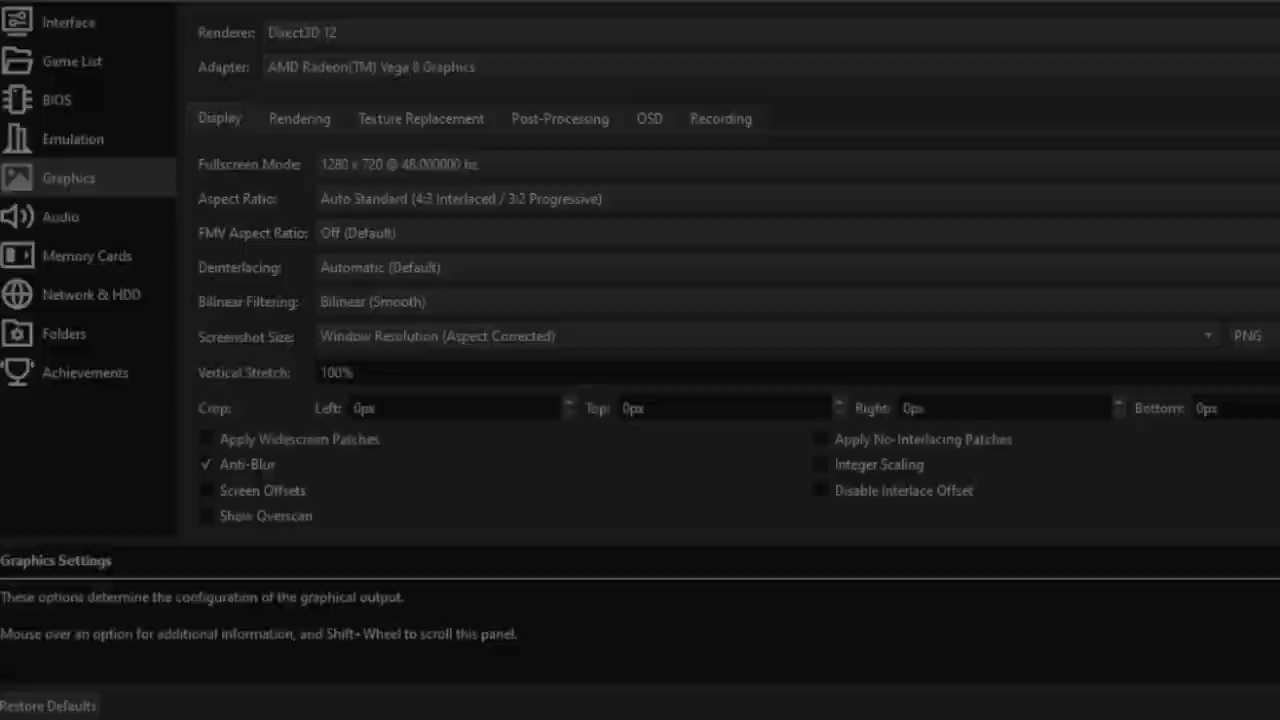 Interface
Game List
BIOS
Emulation
Graphics
Audio
Memory Cards
Network & HDD
Folders
Achievements
Renderer: Direct3D 12
Adapter: AMD Radeon(TM) Vega 8 Graphics
Display Rendering Texture Replacement Post-Processing OSD Recording
Fullscreen Mode: 1280 x 720 @ 48.000000 hz
Aspect Ratio: Auto Standard (4:3 Interlaced / 3:2 Progressive)
FMV Aspect Ratio: Off (Default)
Deinterlacing: Automatic (Default)
Bilinear Filtering: Bilinear (Smooth)
Screenshot Size: Window Resolution (Aspect Corrected) PNG
Vertical Stretch: 100%
Crop: Left: 0px Top: 0px Right: 0px Bottom: 0px
Apply Widescreen Patches Apply No-Interlacing Patches
Anti-Blur Integer Scaling
Screen Offsets Disable Interlace Offset
Show Overscan
Graphics Settings
These options determine the configuration of the graphical output.
Mouse over an option for additional information, and Shift+Wheel to scroll this panel.
Restore Defaults